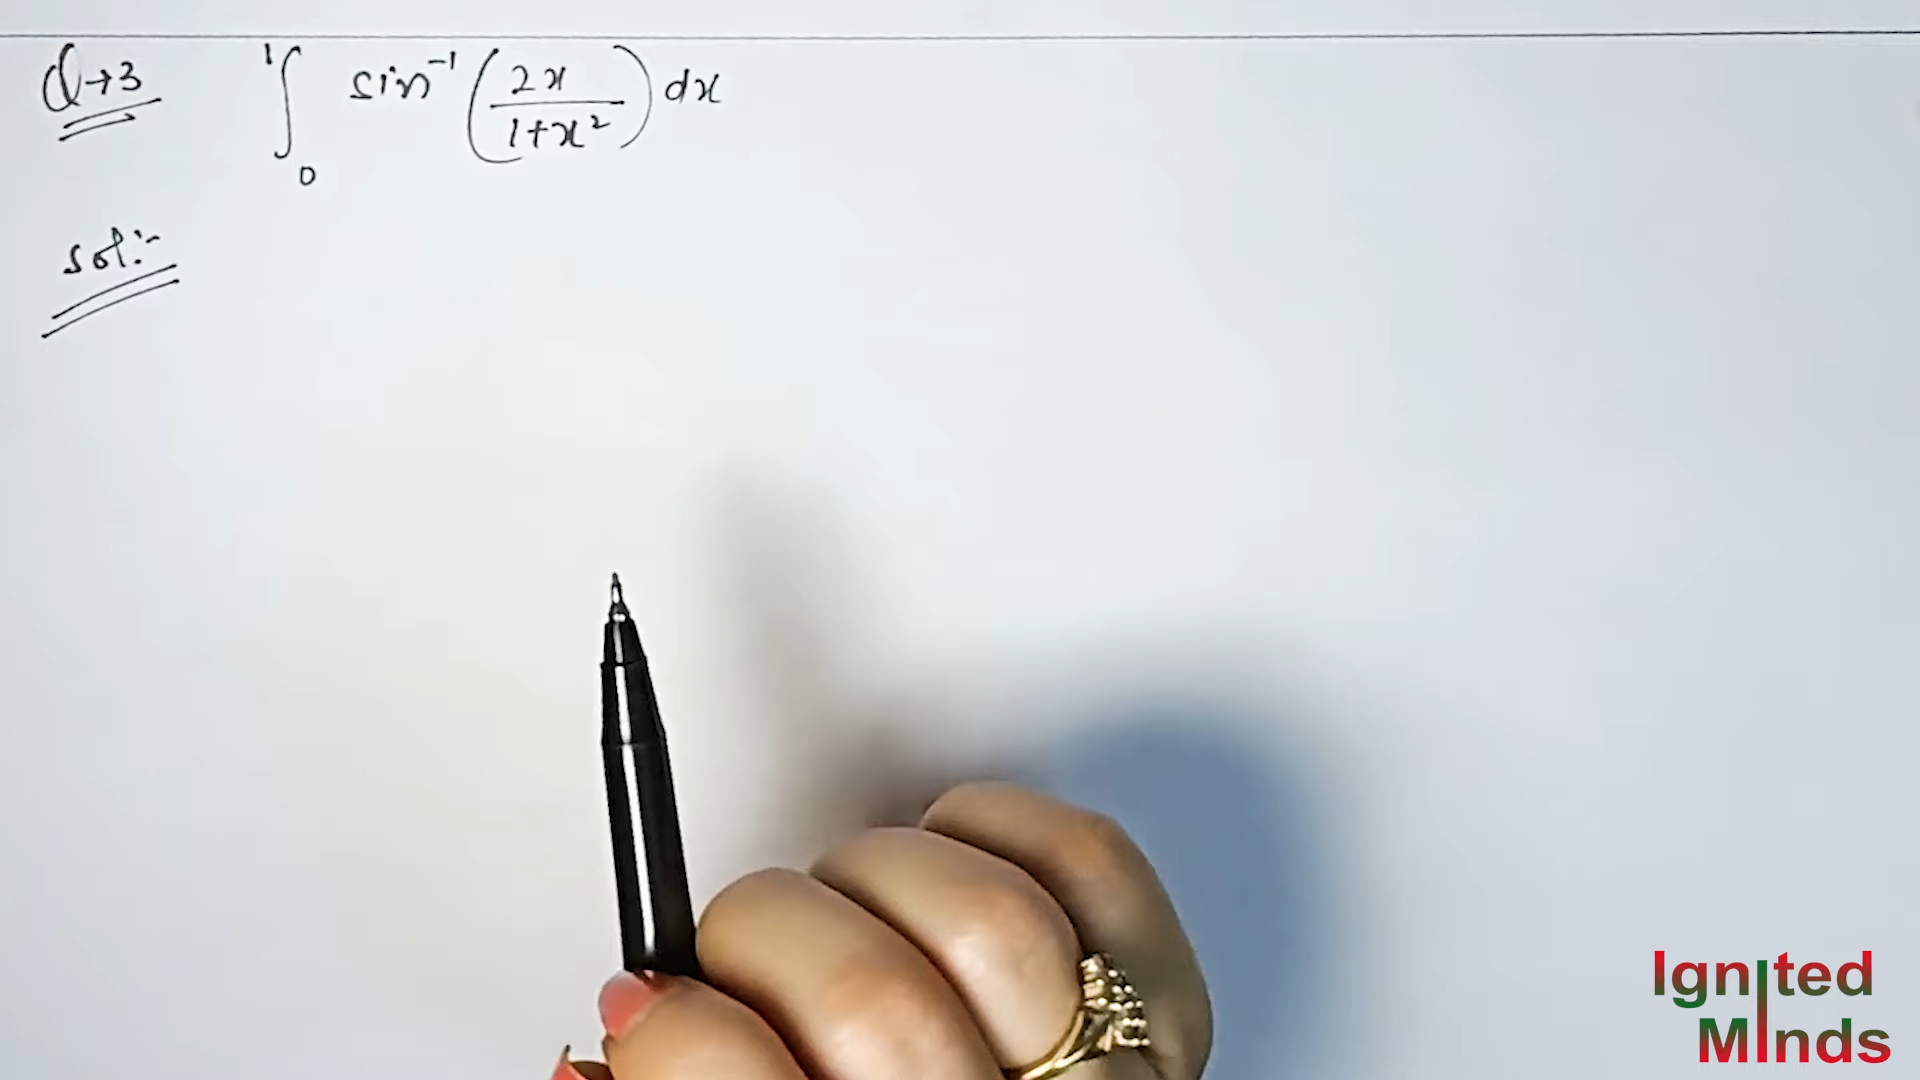 Q→3 ∫₀¹ sin⁻¹(2x/1+x²) dx
Sol:-
Ignited
Minds